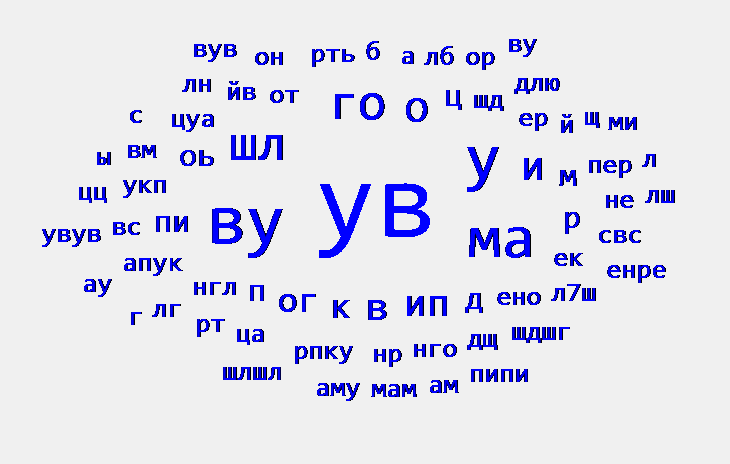 вув он рть б а лб ор ву
лн йв от го о ц шд длю
с цуа ер й щ ми
ы вм оь шл у и м пер л
цц укп ву ув р не лш
увув вс пи ма свс
апук ек енре
ау нгл п ог к в ип д ено л7ш
г лг рт ца
рпку нр нго дщ шдшг
шлшл аму мам ам пипи